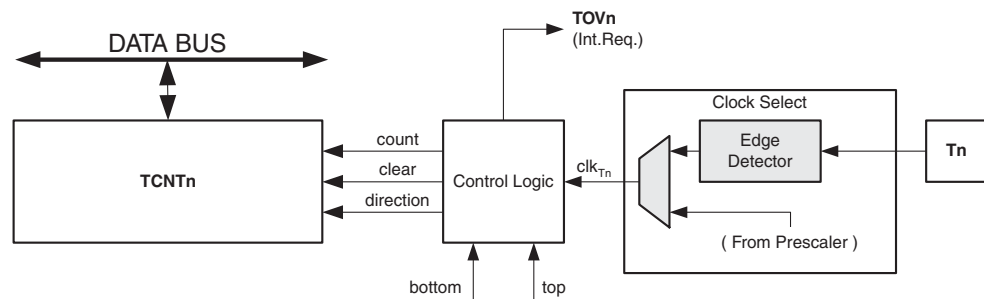 TOVn
(Int.Req.)
DATA BUS
Clock Select
count
Edge
Detector
Tn
TCNTn
clear
Control Logic
clkTn
direction
( From Prescaler )
bottom
top